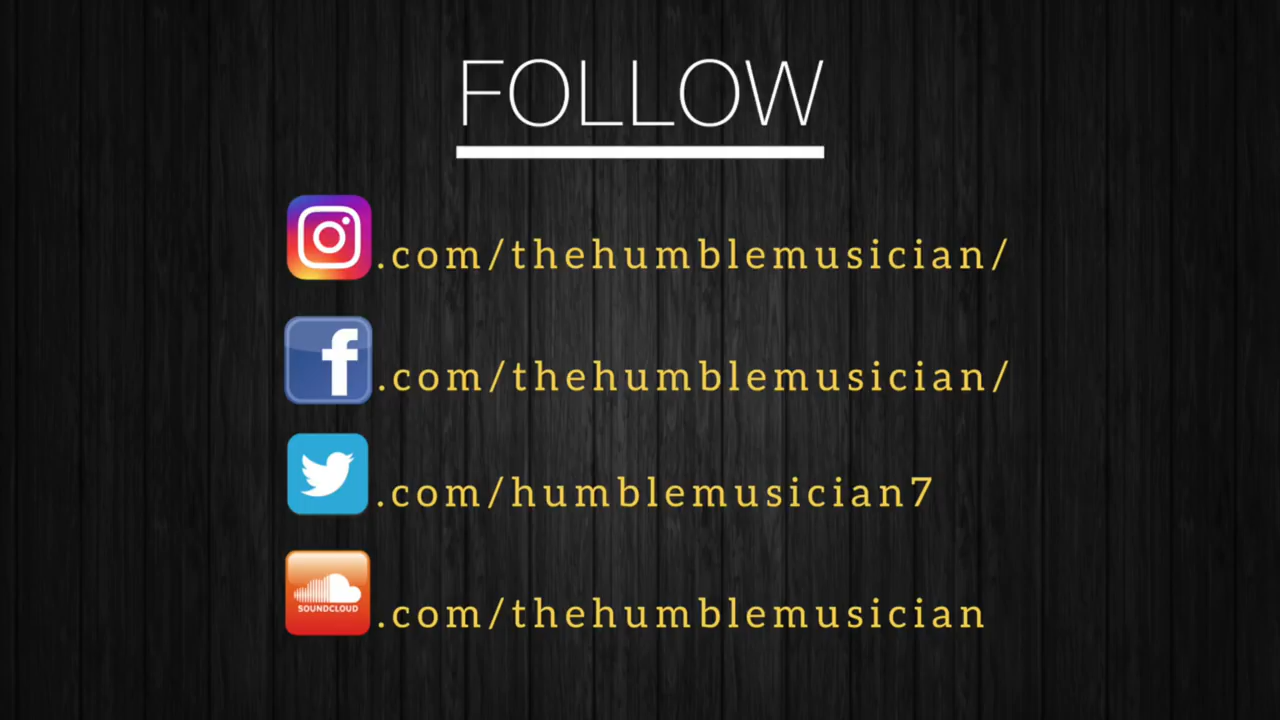 FOLLOW
.com/thehumblemusician/
f .com/thehumblemusician/
.com/humblemusician7
SOUNDCLOUD .com/thehumblemusician